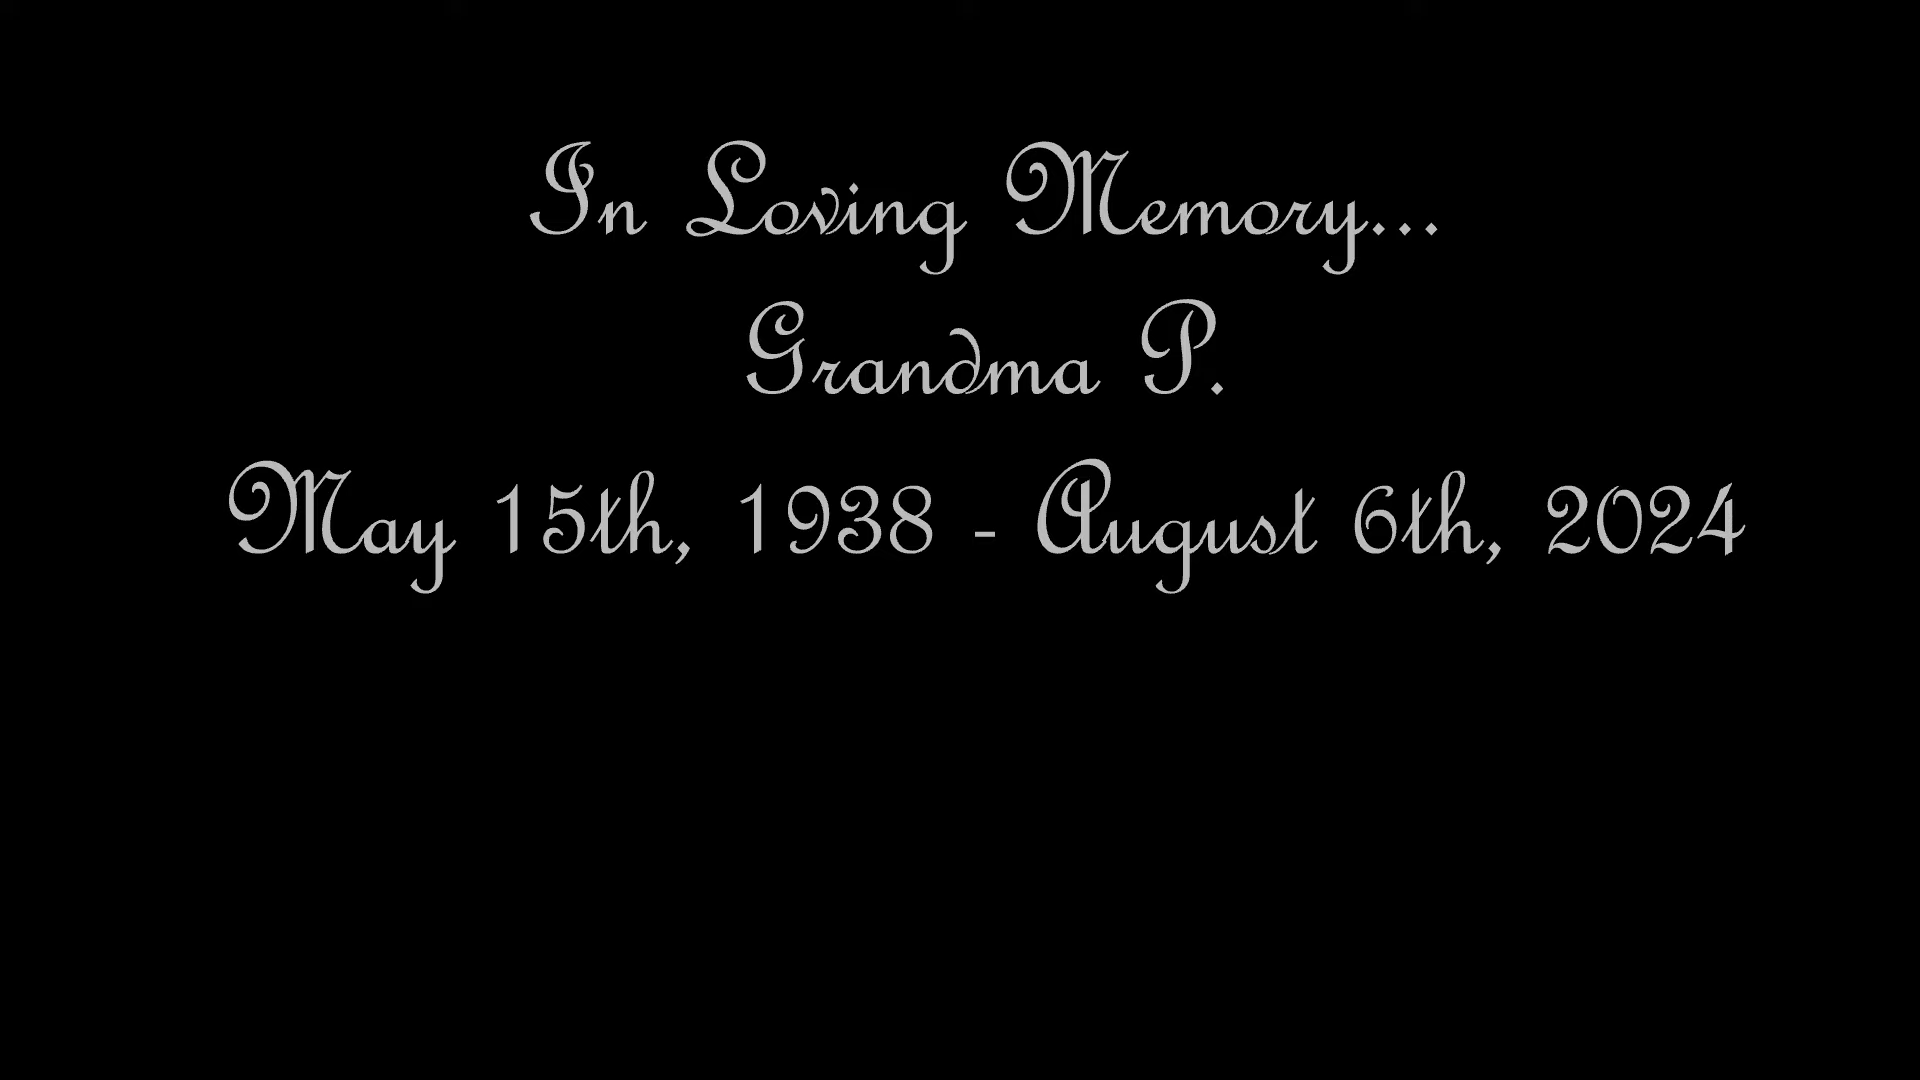 In Loving Memory...
Grandma P.
May 15th, 1938 - August 6th, 2024